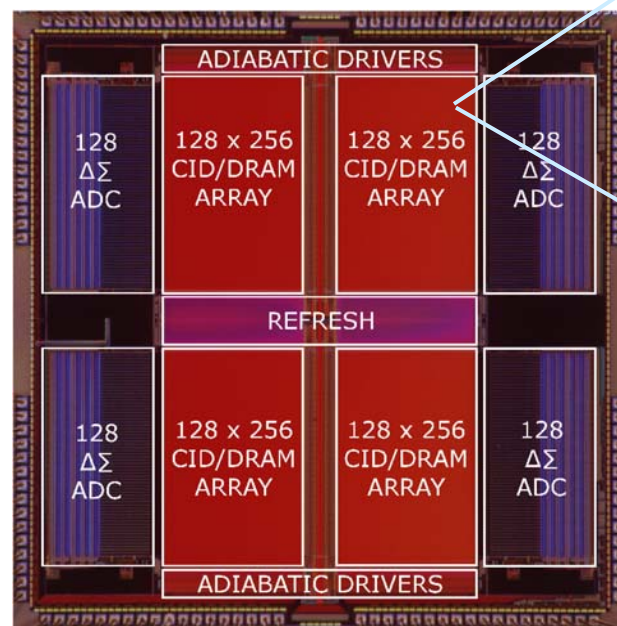 ADIABATIC DRIVERS
128
ΔΣ
ADC
128 x 256
CID/DRAM
ARRAY
128 x 256
CID/DRAM
ARRAY
128
ΔΣ
ADC
REFRESH
128
ΔΣ
ADC
128 x 256
CID/DRAM
ARRAY
128 x 256
CID/DRAM
ARRAY
128
ΔΣ
ADC
ADIABATIC DRIVERS